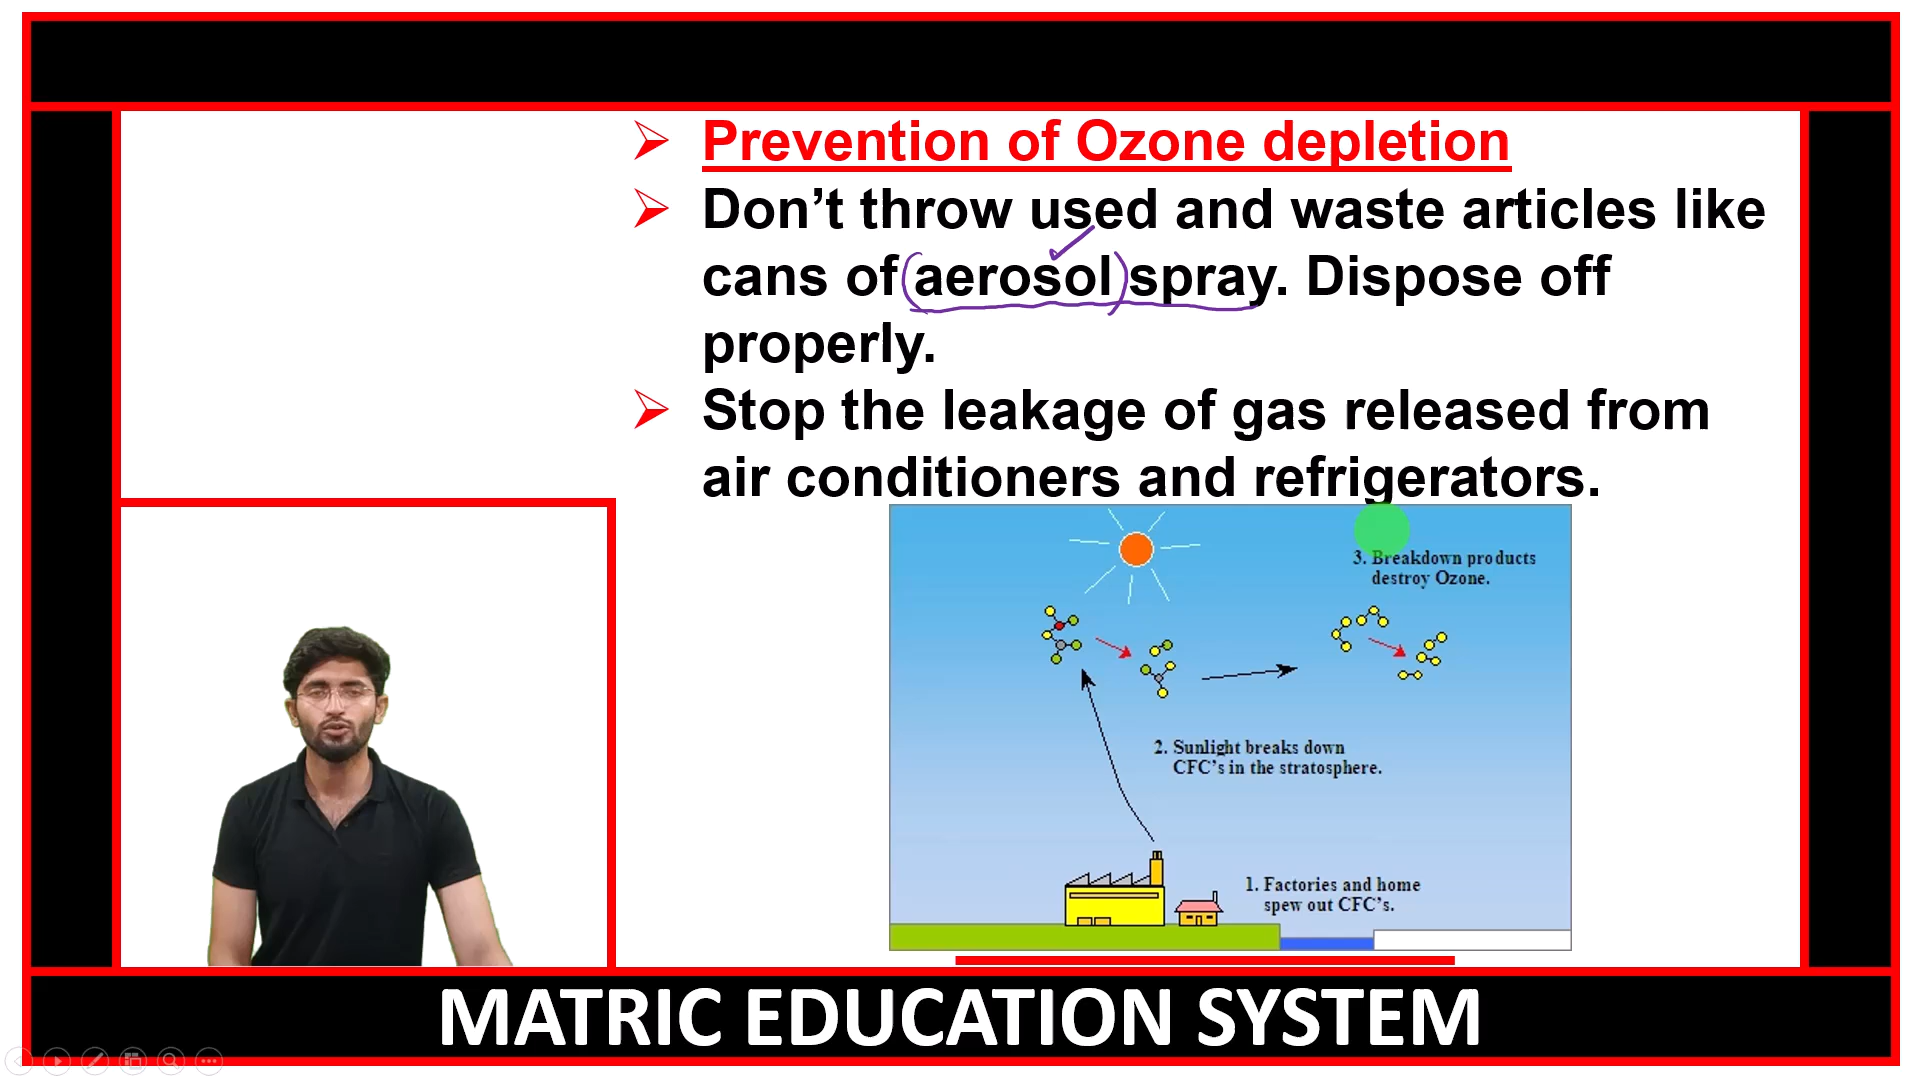 Prevention of Ozone depletion
Don’t throw used and waste articles like
cans of aerosol spray. Dispose off
properly.
Stop the leakage of gas released from
air conditioners and refrigerators.
3. Breakdown products
destroy Ozone.
2. Sunlight breaks down
CFC's in the stratosphere.
1. Factories and home
spew out CFC's.
MATRIC EDUCATION SYSTEM